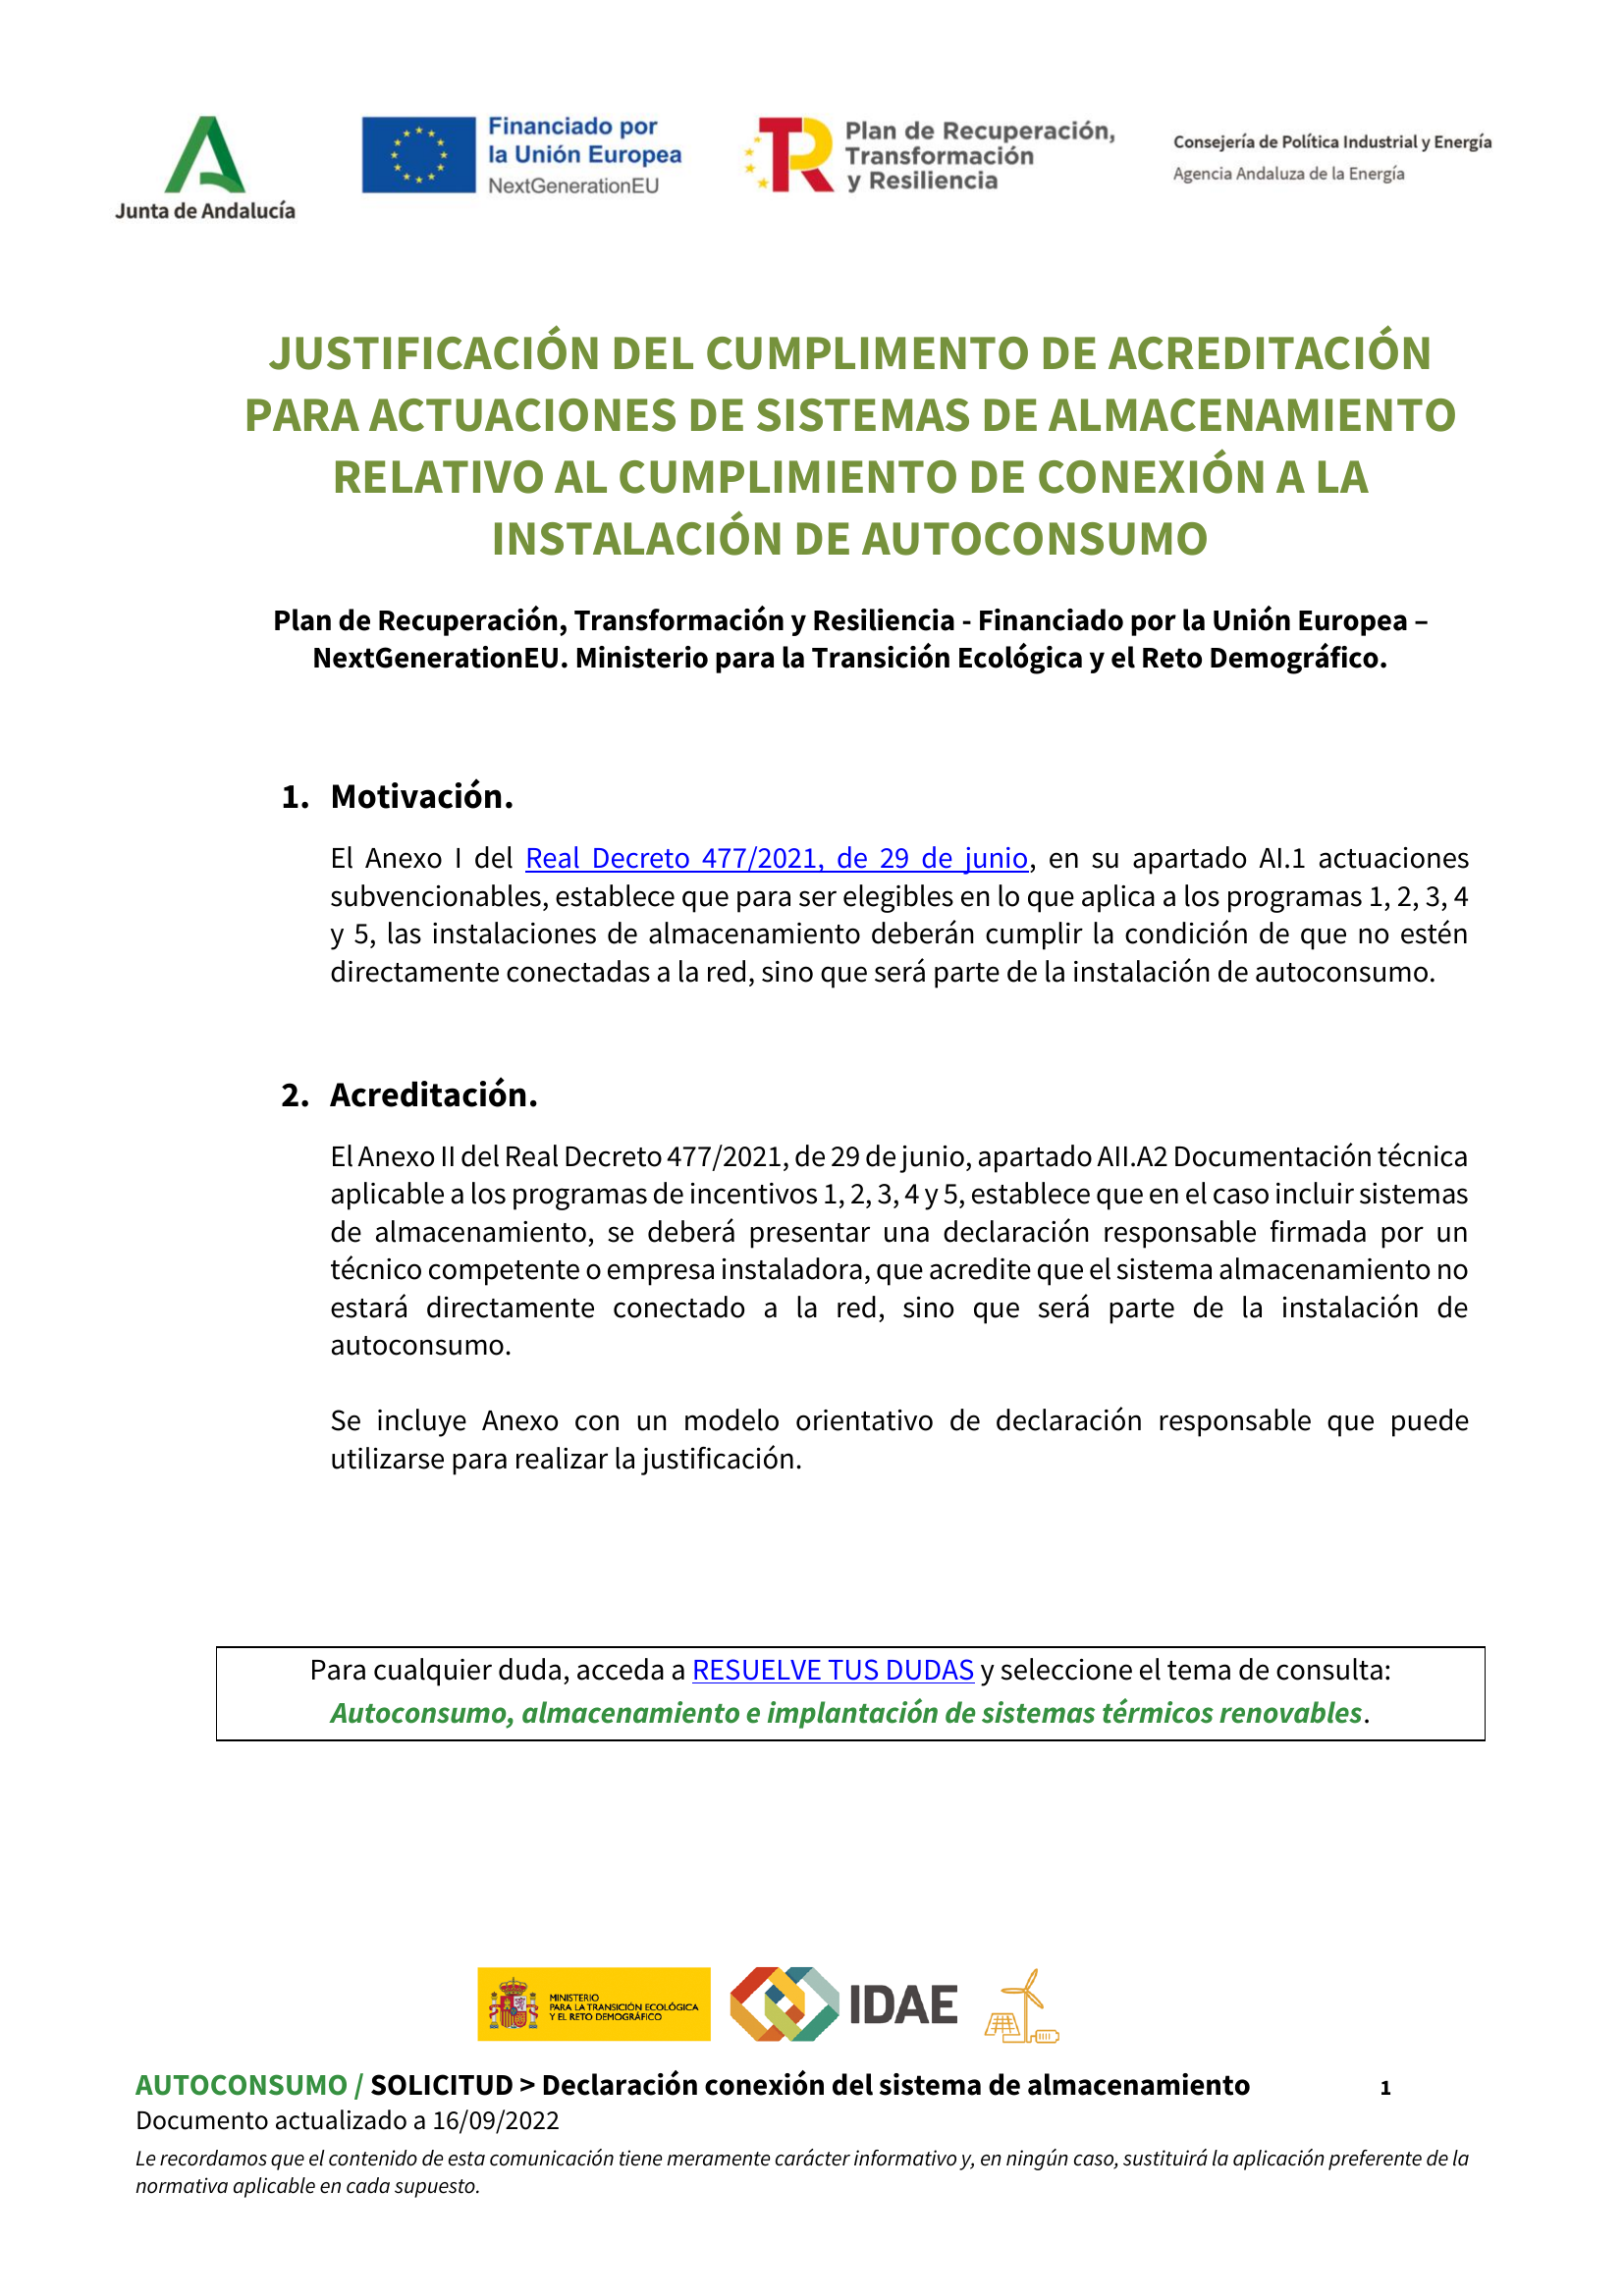 Junta de Andalucía
Financiado por
la Unión Europea
NextGenerationEU
Plan de Recuperación,
Transformación
y Resiliencia
Consejería de Política Industrial y Energía
Agencia Andaluza de la Energía
JUSTIFICACIÓN DEL CUMPLIMENTO DE ACREDITACIÓN
PARA ACTUACIONES DE SISTEMAS DE ALMACENAMIENTO
RELATIVO AL CUMPLIMIENTO DE CONEXIÓN A LA
INSTALACIÓN DE AUTOCONSUMO
Plan de Recuperación, Transformación y Resiliencia - Financiado por la Unión Europea –
NextGenerationEU. Ministerio para la Transición Ecológica y el Reto Demográfico.
1. Motivación.
El Anexo I del Real Decreto 477/2021, de 29 de junio, en su apartado AI.1 actuaciones
subvencionables, establece que para ser elegibles en lo que aplica a los programas 1, 2, 3, 4
y 5, las instalaciones de almacenamiento deberán cumplir la condición de que no estén
directamente conectadas a la red, sino que será parte de la instalación de autoconsumo.
2. Acreditación.
El Anexo II del Real Decreto 477/2021, de 29 de junio, apartado AII.A2 Documentación técnica
aplicable a los programas de incentivos 1, 2, 3, 4 y 5, establece que en el caso incluir sistemas
de almacenamiento, se deberá presentar una declaración responsable firmada por un
técnico competente o empresa instaladora, que acredite que el sistema almacenamiento no
estará directamente conectado a la red, sino que será parte de la instalación de
autoconsumo.
Se incluye Anexo con un modelo orientativo de declaración responsable que puede
utilizarse para realizar la justificación.
Para cualquier duda, acceda a RESUELVE TUS DUDAS y seleccione el tema de consulta:
Autoconsumo, almacenamiento e implantación de sistemas térmicos renovables.
MINISTERIO
PARA LA TRANSICIÓN ECOLÓGICA
Y EL RETO DEMOGRÁFICO
IDAE
AUTOCONSUMO / SOLICITUD > Declaración conexión del sistema de almacenamiento 1
Documento actualizado a 16/09/2022
Le recordamos que el contenido de esta comunicación tiene meramente carácter informativo y, en ningún caso, sustituirá la aplicación preferente de la
normativa aplicable en cada supuesto.